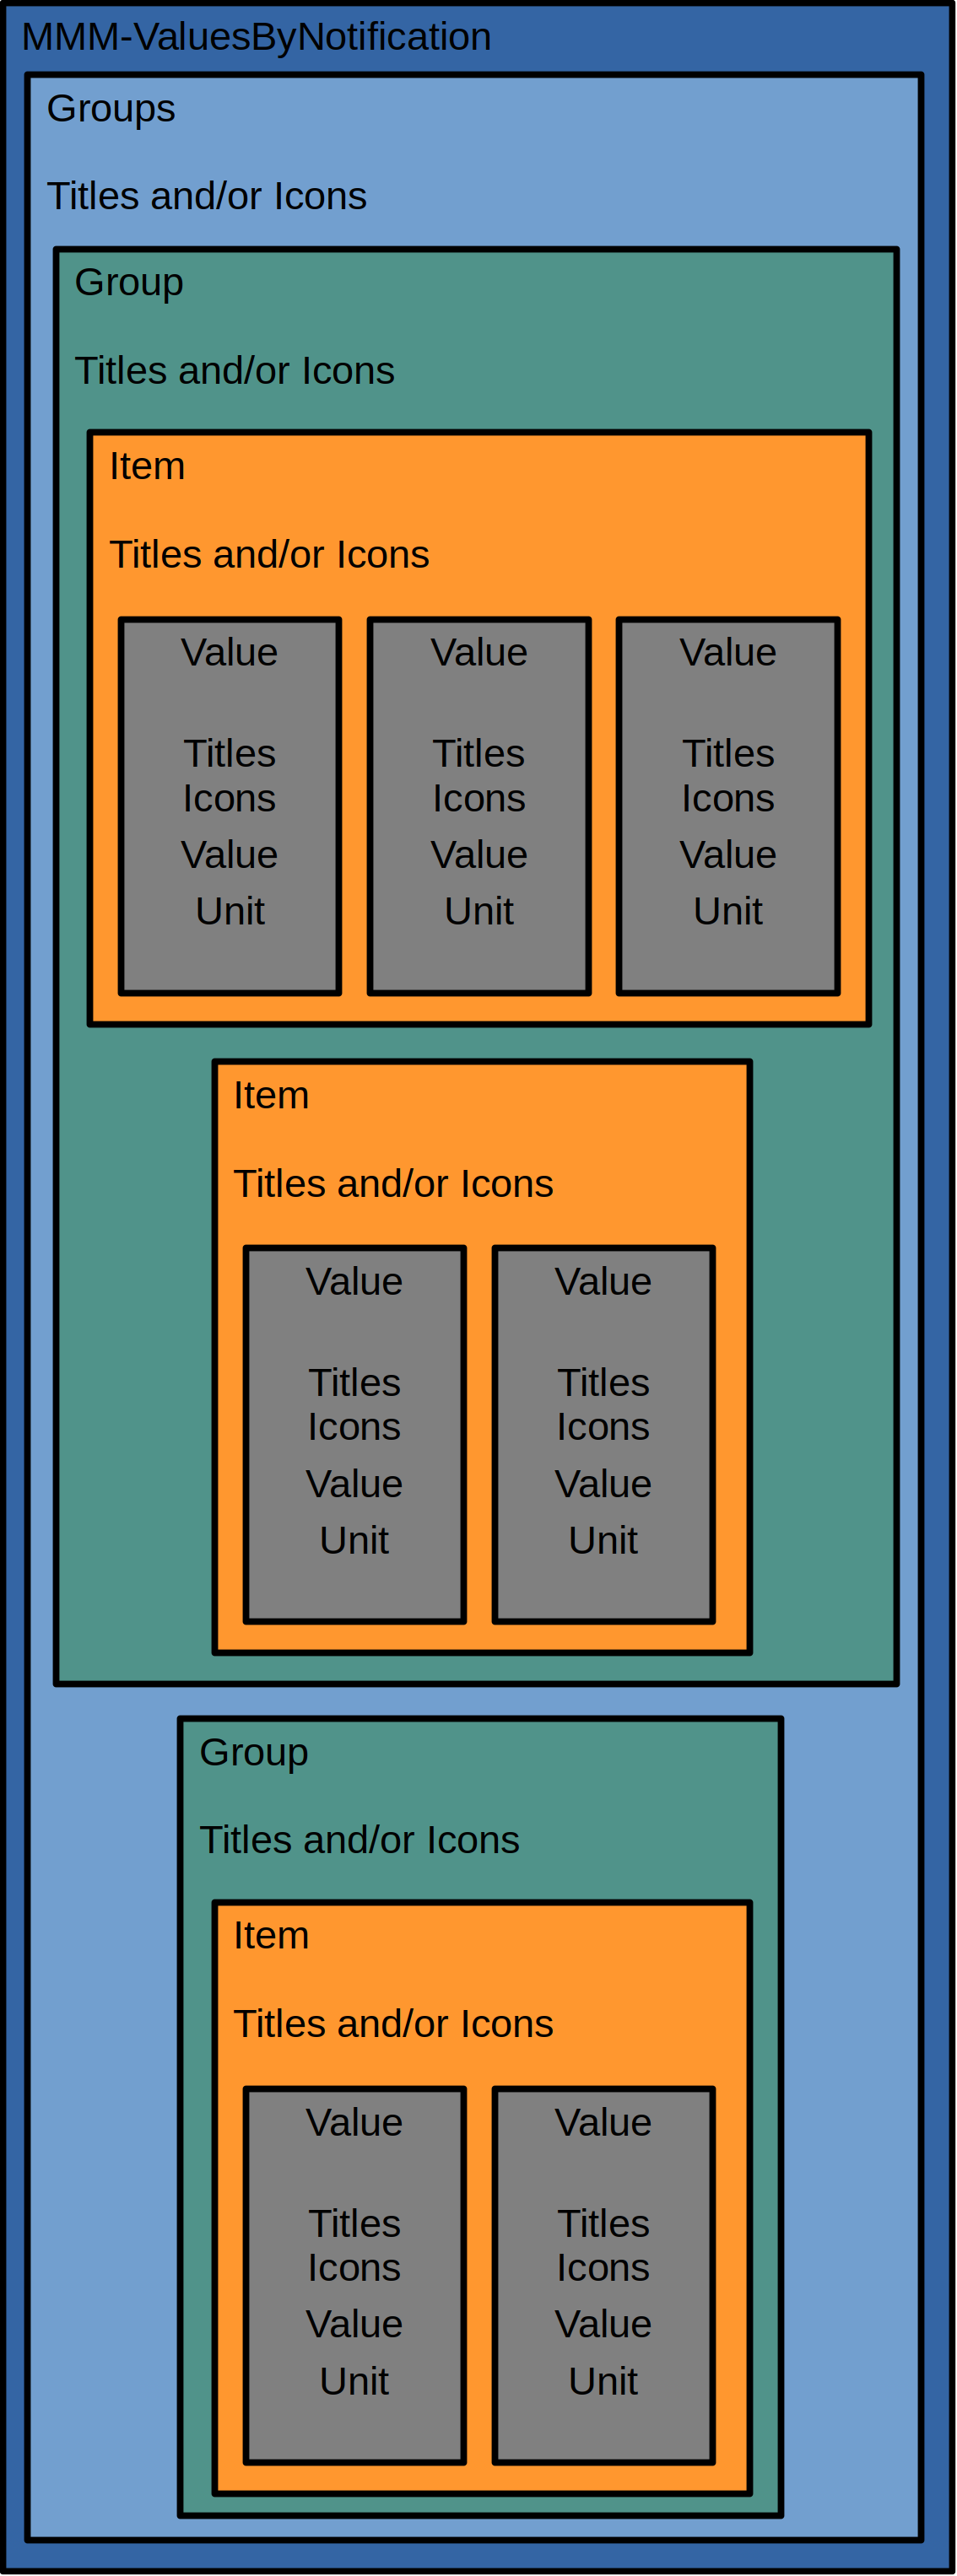 MMM-ValuesByNotification
Groups
Titles and/or Icons
Group
Titles and/or Icons
Item
Titles and/or Icons
Value Value Value
Titles Titles Titles
Icons Icons Icons
Value Value Value
Unit Unit Unit
Item
Titles and/or Icons
Value Value
Titles Titles
Icons Icons
Value Value
Unit Unit
Group
Titles and/or Icons
Item
Titles and/or Icons
Value Value
Titles Titles
Icons Icons
Value Value
Unit Unit